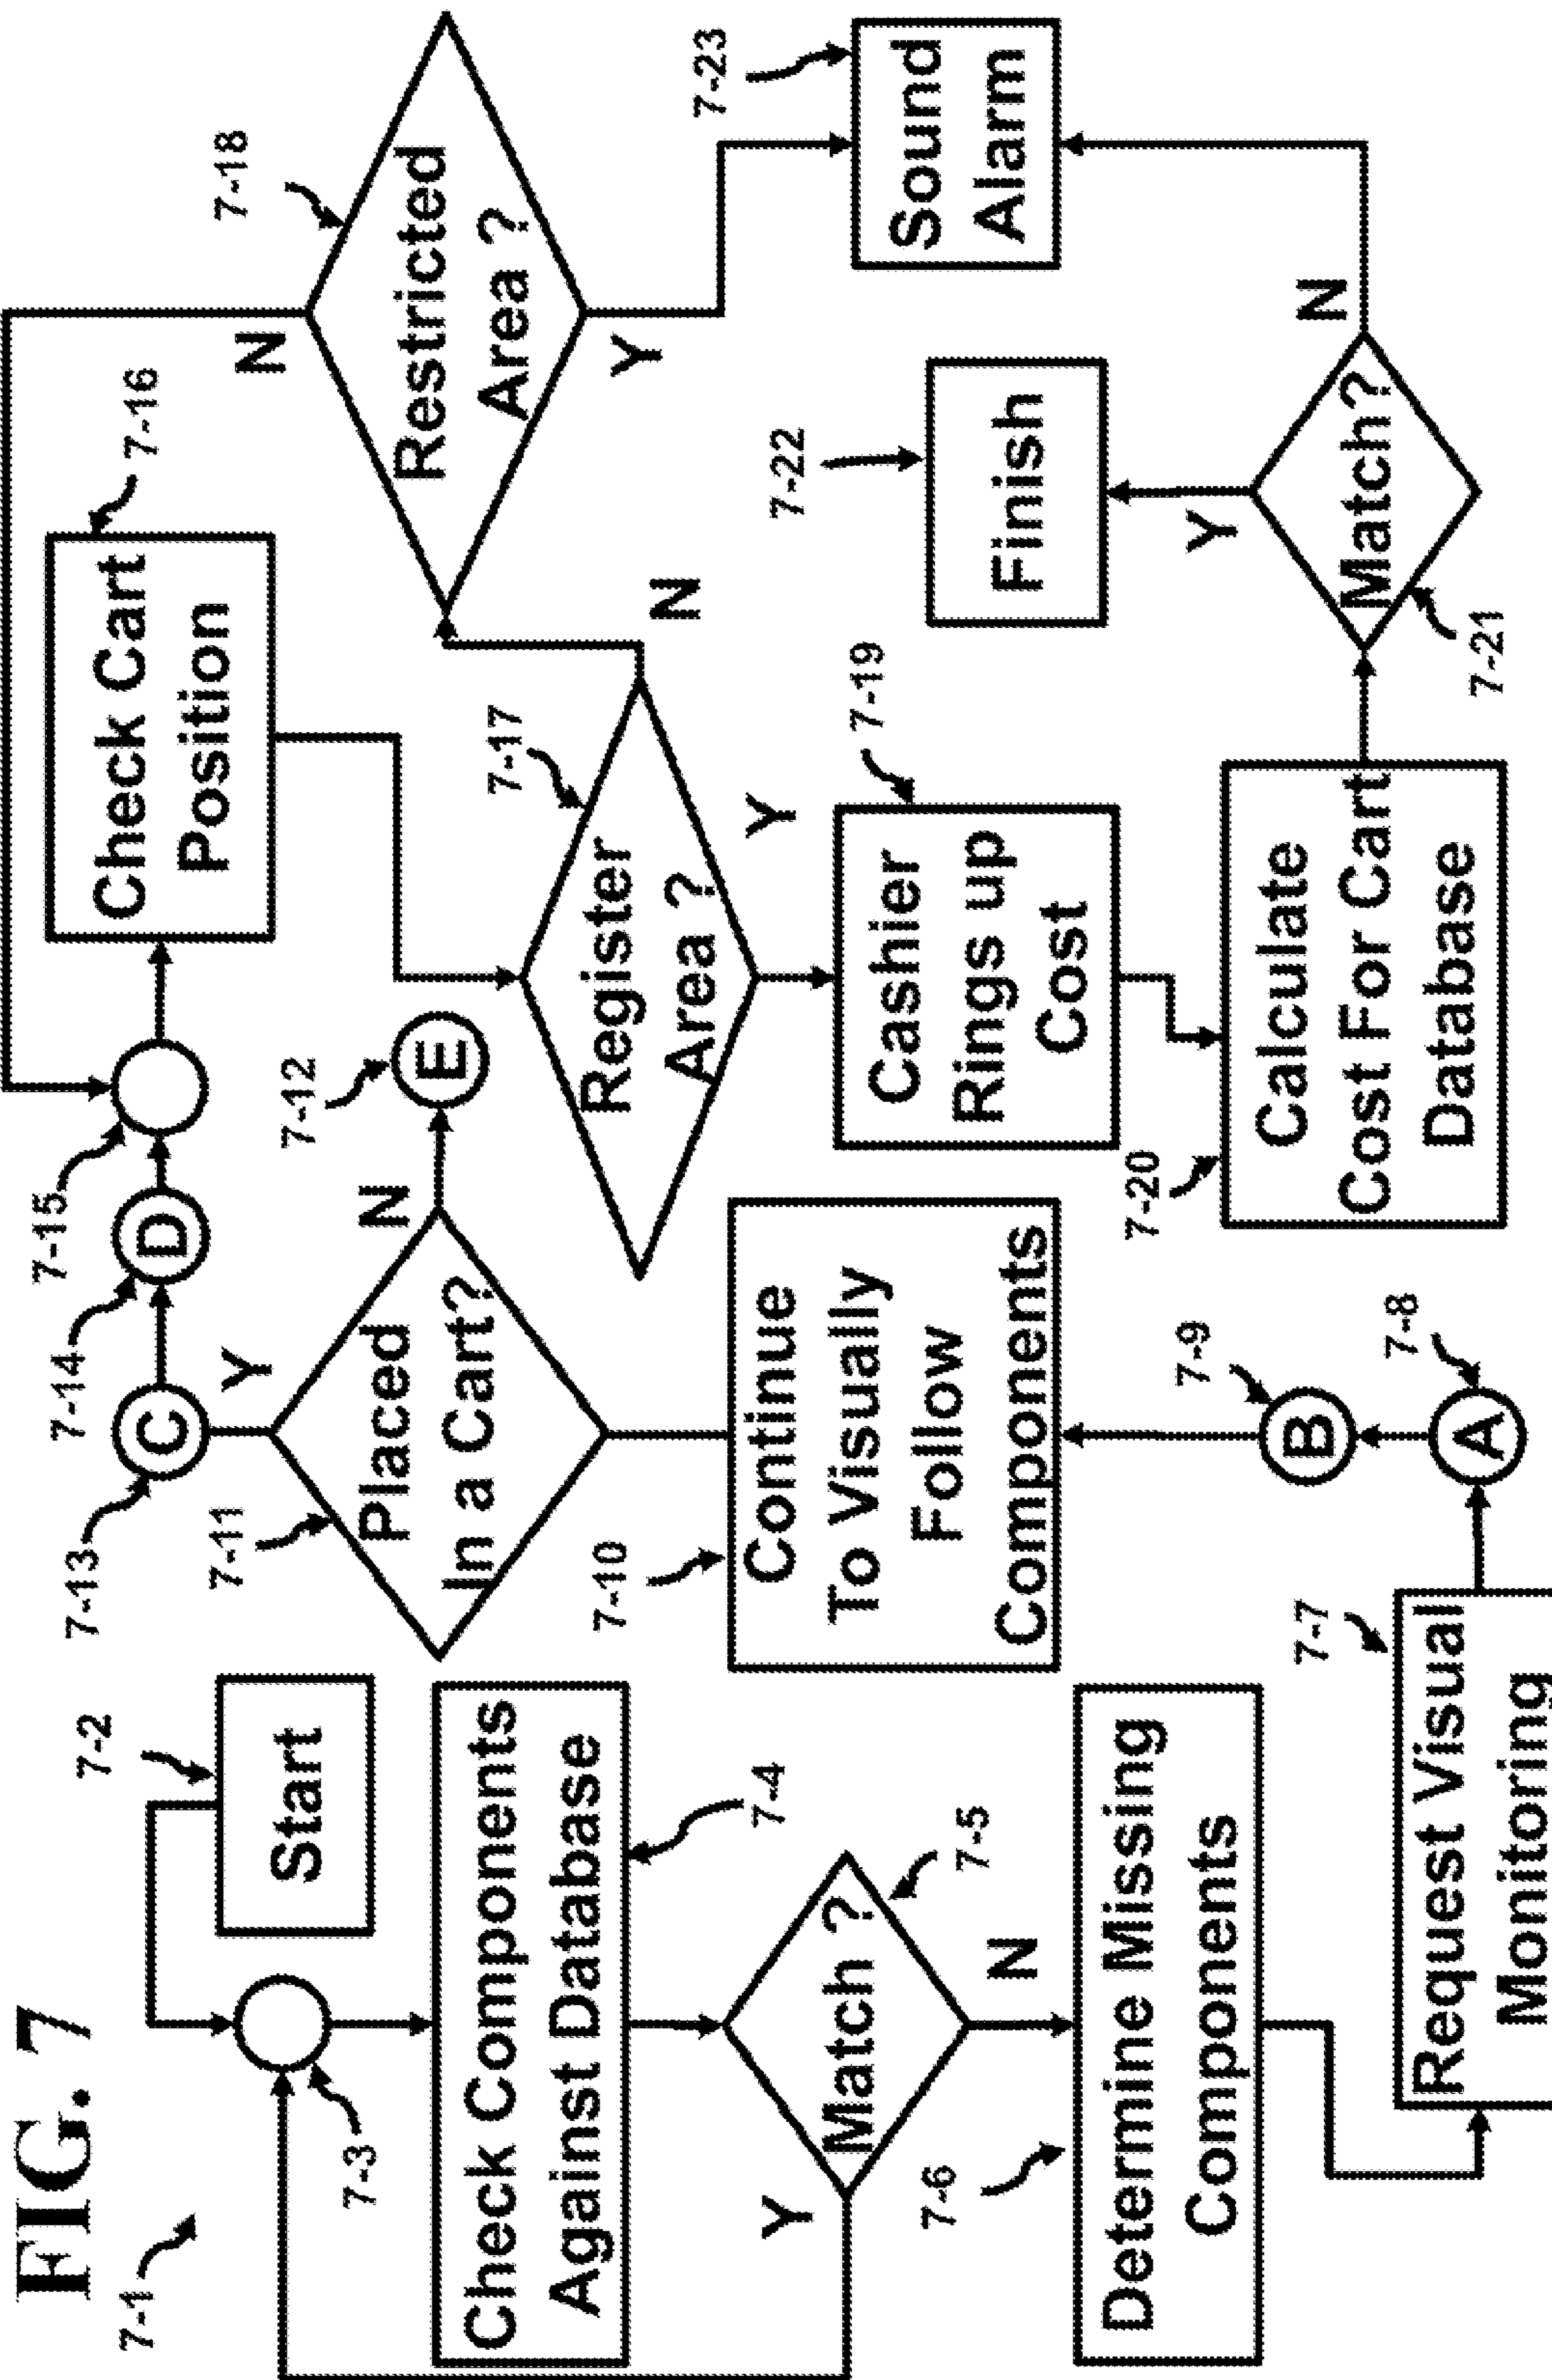 FIG. 7
7-1
7-2
Start
7-3
Check Components
Against Database
7-4
Match ?
7-5
Y
N
7-6
Determine Missing
Components
7-7
Request Visual
Monitoring
7-8
A
7-9
B
7-10
Continue
To Visually
Follow
Components
7-11
Placed
In a Cart?
Y
N
7-12
E
7-13
C
7-14
D
7-15
7-16
Check Cart
Position
7-17
Register
Area ?
N
Y
7-18
Restricted
Area ?
N
Y
7-19
Cashier
Rings up
Cost
7-20
Calculate
Cost For Cart
Database
7-21
Match?
Y
N
7-22
Finish
7-23
Sound
Alarm